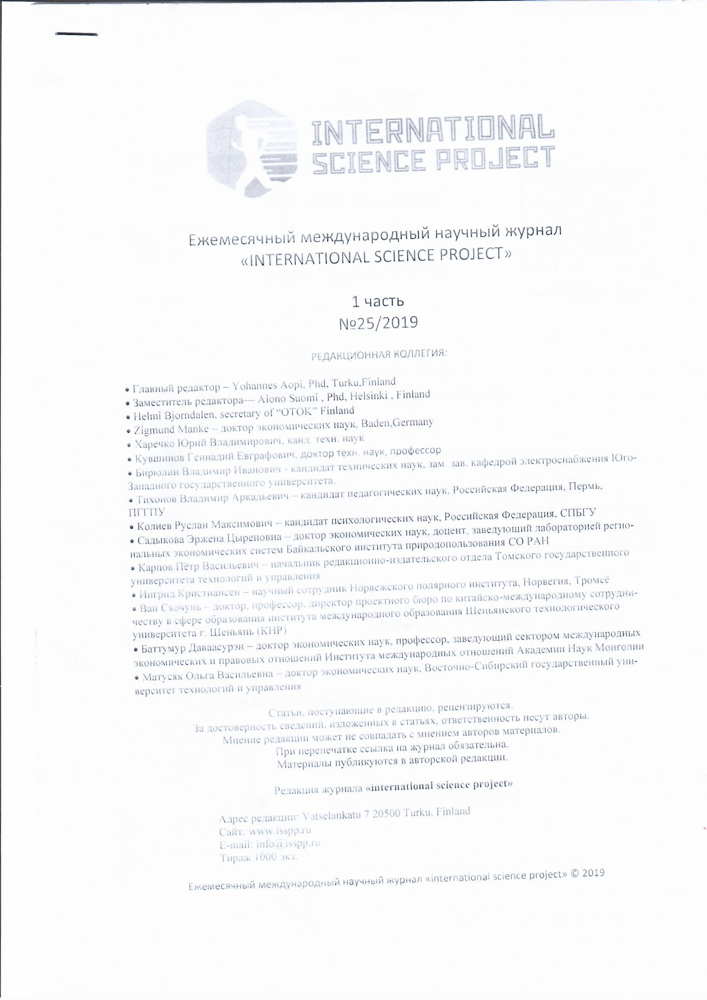 INTERNATIONAL
SCIENCE PROJECT
Ежемесячный международный научный журнал
«INTERNATIONAL SCIENCE PROJECT»
1 часть
№25/2019
РЕДАКЦИОННАЯ КОЛЛЕГИЯ:
• Главный редактор – Yohannes Aopi, Phd, Turku,Finland
• Заместитель редактора— Aiono Suomi , Phd, Helsinki , Finland
• Helmi Bjorndalen, secretary of “OTOK” Finland
• Zigmund Manke – доктор экономических наук, Baden,Germany
• Харечко Юрий Владимирович, канд. техн. наук
• Кувшинов Геннадий Евграфович, доктор техн. наук, профессор
• Бирюлин Владимир Иванович - кандидат технических наук, зам. зав. кафедрой электроснабжения Юго-
Западного государственного университета.
• Тихонов Владимир Аркадьевич – кандидат педагогических наук, Российская Федерация, Пермь,
ПГГПУ
• Колиев Руслан Максимович – кандидат психологических наук, Российская Федерация, СПБГУ
• Садыкова Эржена Цыреновна – доктор экономических наук, доцент, заведующий лабораторией регио-
нальных экономических систем Байкальского института природопользования СО РАН
• Карпов Пётр Васильевич – начальник редакционно-издательского отдела Томского государственного
университета технологий и управления
• Ингрид Кристиансен – научный сотрудник Норвежского полярного института, Норвегия, Тромсё
• Ван Сяочунь – доктор, профессор, директор проектного бюро по китайско-международному сотрудни-
честву в сфере образования института международного образования Шеньянского технологического
университета г. Шеньянь (КНР)
• Баттумур Даваасурэн – доктор экономических наук, профессор, заведующий сектором международных
экономических и правовых отношений Института международных отношений Академии Наук Монголии
• Матусяк Ольга Васильевна – доктор экономических наук, Восточно-Сибирский государственный уни-
верситет технологий и управления
Статьи, поступающие в редакцию, рецензируются.
За достоверность сведений, изложенных в статьях, ответственность несут авторы.
Мнение редакции может не совпадать с мнением авторов материалов.
При перепечатке ссылка на журнал обязательна.
Материалы публикуются в авторской редакции.
Редакция журнала «international science project»
Адрес редакции: Vatselankatu 7 20500 Turku, Finland
Сайт: www.isspp.ru
E-mail: info@isspp.ru
Тираж 1000 экз.
Ежемесячный международный научный журнал «international science project» © 2019